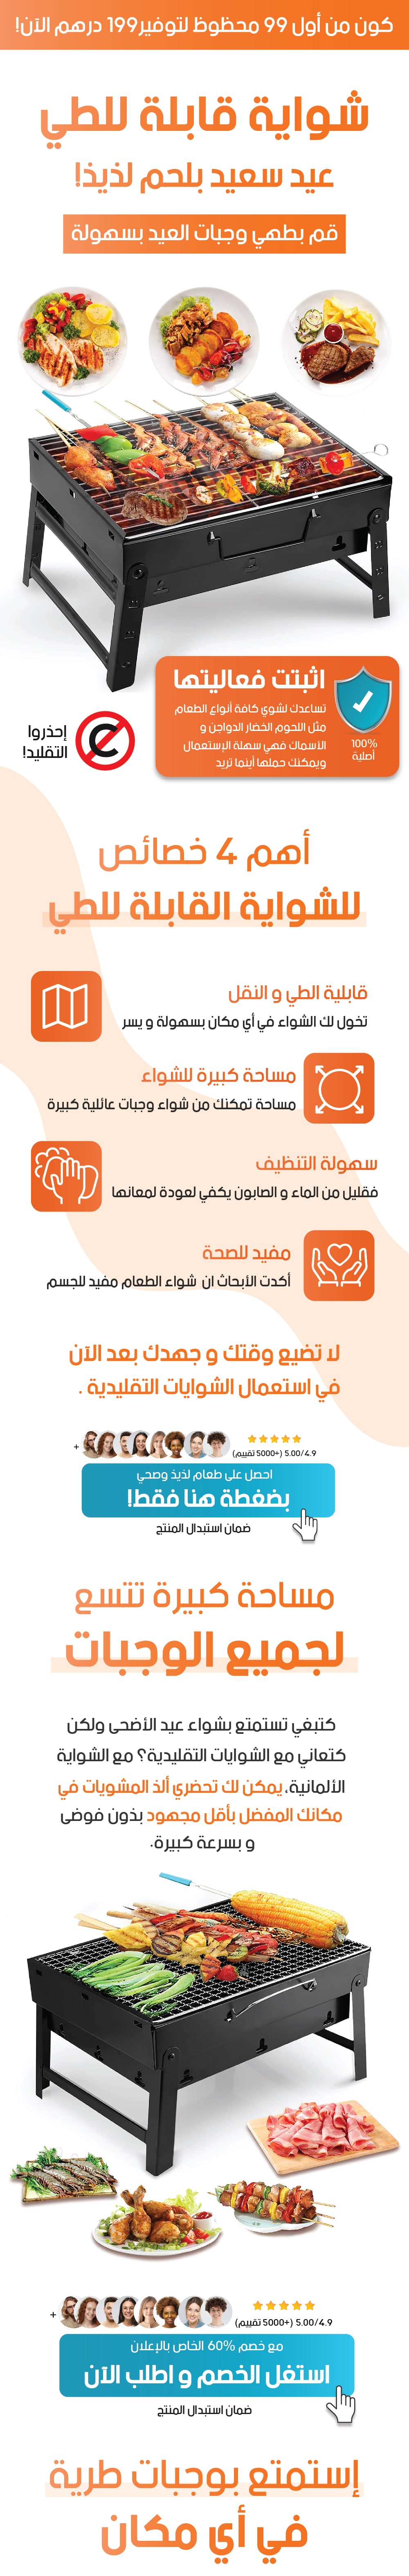 كون من أول 99 محظوظ لتوفير199 درهم الآن!
شواية قابلة للطي
عيد سعيد بلحم لذيذ!
قم بطهي وجبات العيد بسهولة
اثبتت فعاليتها
تساعدك لشوي كافة أنواع الطعام
مثل اللحوم الخضار الدواجن و
الأسماك فهي سهلة الإستعمال
ويمكنك حملها أينما تريد
100%
أصلية
إحذروا
التقليد!
أهم 4 خصائص
للشواية القابلة للطي
قابلية الطي و النقل
تخول لك الشواء في أي مكان بسهولة و يسر
مساحة كبيرة للشواء
مساحة تمكنك من شواء وجبات عائلية كبيرة
سهولة التنظيف
فقليل من الماء و الصابون يكفي لعودة لمعانها
مفيد للصحة
أكدت الأبحاث ان شواء الطعام مفيد للجسم
لا تضيع وقتك و جهدك بعد الآن
في استعمال الشوايات التقليدية .
+
5.00/4.9 (+5000 تقييم)
احصل على طعام لذيذ وصحي
بضغطة هنا فقط!
ضمان استبدال المنتج
مساحة كبيرة تتسع
لجميع الوجبات
كتبغي تستمتع بشواء عيد الأضحى ولكن
كتعاني مع الشوايات التقليدية؟ مع الشواية
الألمانية، يمكن لك تحضري ألذ المشويات في
مكانك المفضل بأقل مجهود بدون فوضى
و بسرعة كبيرة.
+
5.00/4.9 (+5000 تقييم)
مع خصم 60% الخاص بالإعلان
استغل الخصم و اطلب الآن
ضمان استبدال المنتج
إستمتع بوجبات طرية
في أي مكان